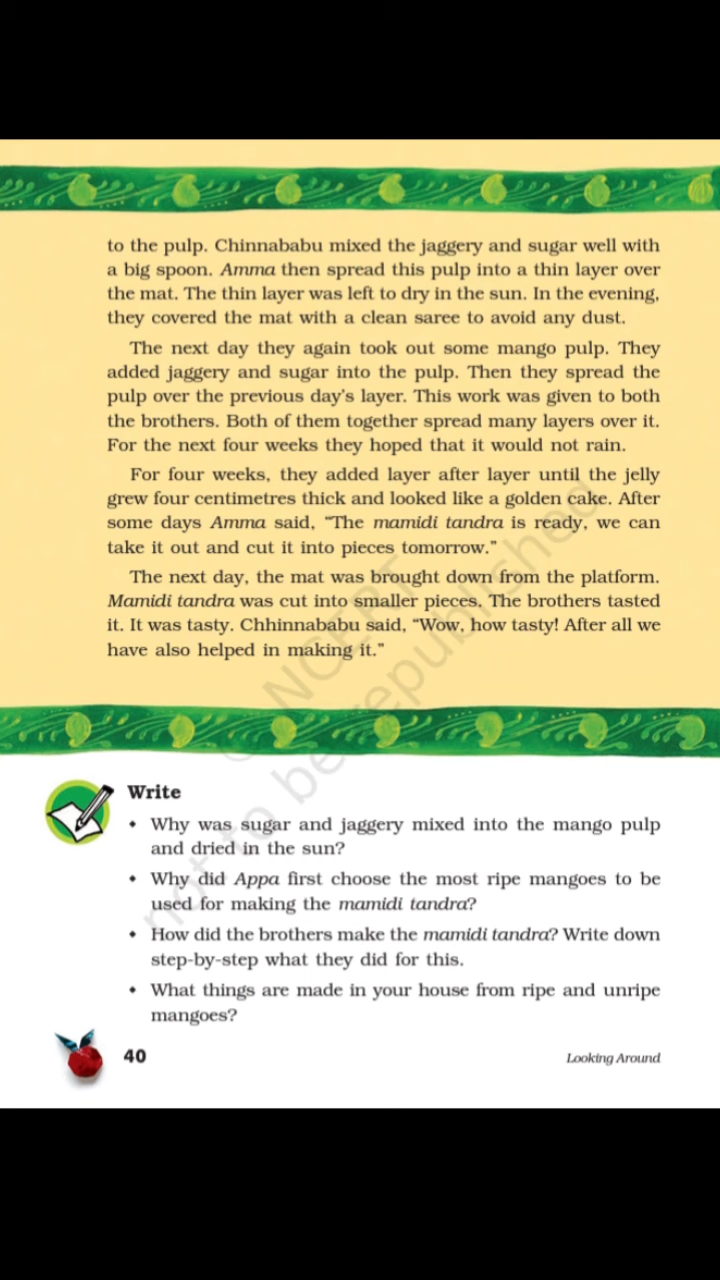 to the pulp. Chinnababu mixed the jaggery and sugar well with
a big spoon. Amma then spread this pulp into a thin layer over
the mat. The thin layer was left to dry in the sun. In the evening,
they covered the mat with a clean saree to avoid any dust.
The next day they again took out some mango pulp. They
added jaggery and sugar into the pulp. Then they spread the
pulp over the previous day's layer. This work was given to both
the brothers. Both of them together spread many layers over it.
For the next four weeks they hoped that it would not rain.
For four weeks, they added layer after layer until the jelly
grew four centimetres thick and looked like a golden cake. After
some days Amma said, "The mamidi tandra is ready, we can
take it out and cut it into pieces tomorrow."
The next day, the mat was brought down from the platform.
Mamidi tandra was cut into smaller pieces. The brothers tasted
it. It was tasty. Chhinnababu said, "Wow, how tasty! After all we
have also helped in making it."
© NCERT
not to be republished
Write
• Why was sugar and jaggery mixed into the mango pulp
and dried in the sun?
• Why did Appa first choose the most ripe mangoes to be
used for making the mamidi tandra?
• How did the brothers make the mamidi tandra? Write down
step-by-step what they did for this.
• What things are made in your house from ripe and unripe
mangoes?
40
Looking Around